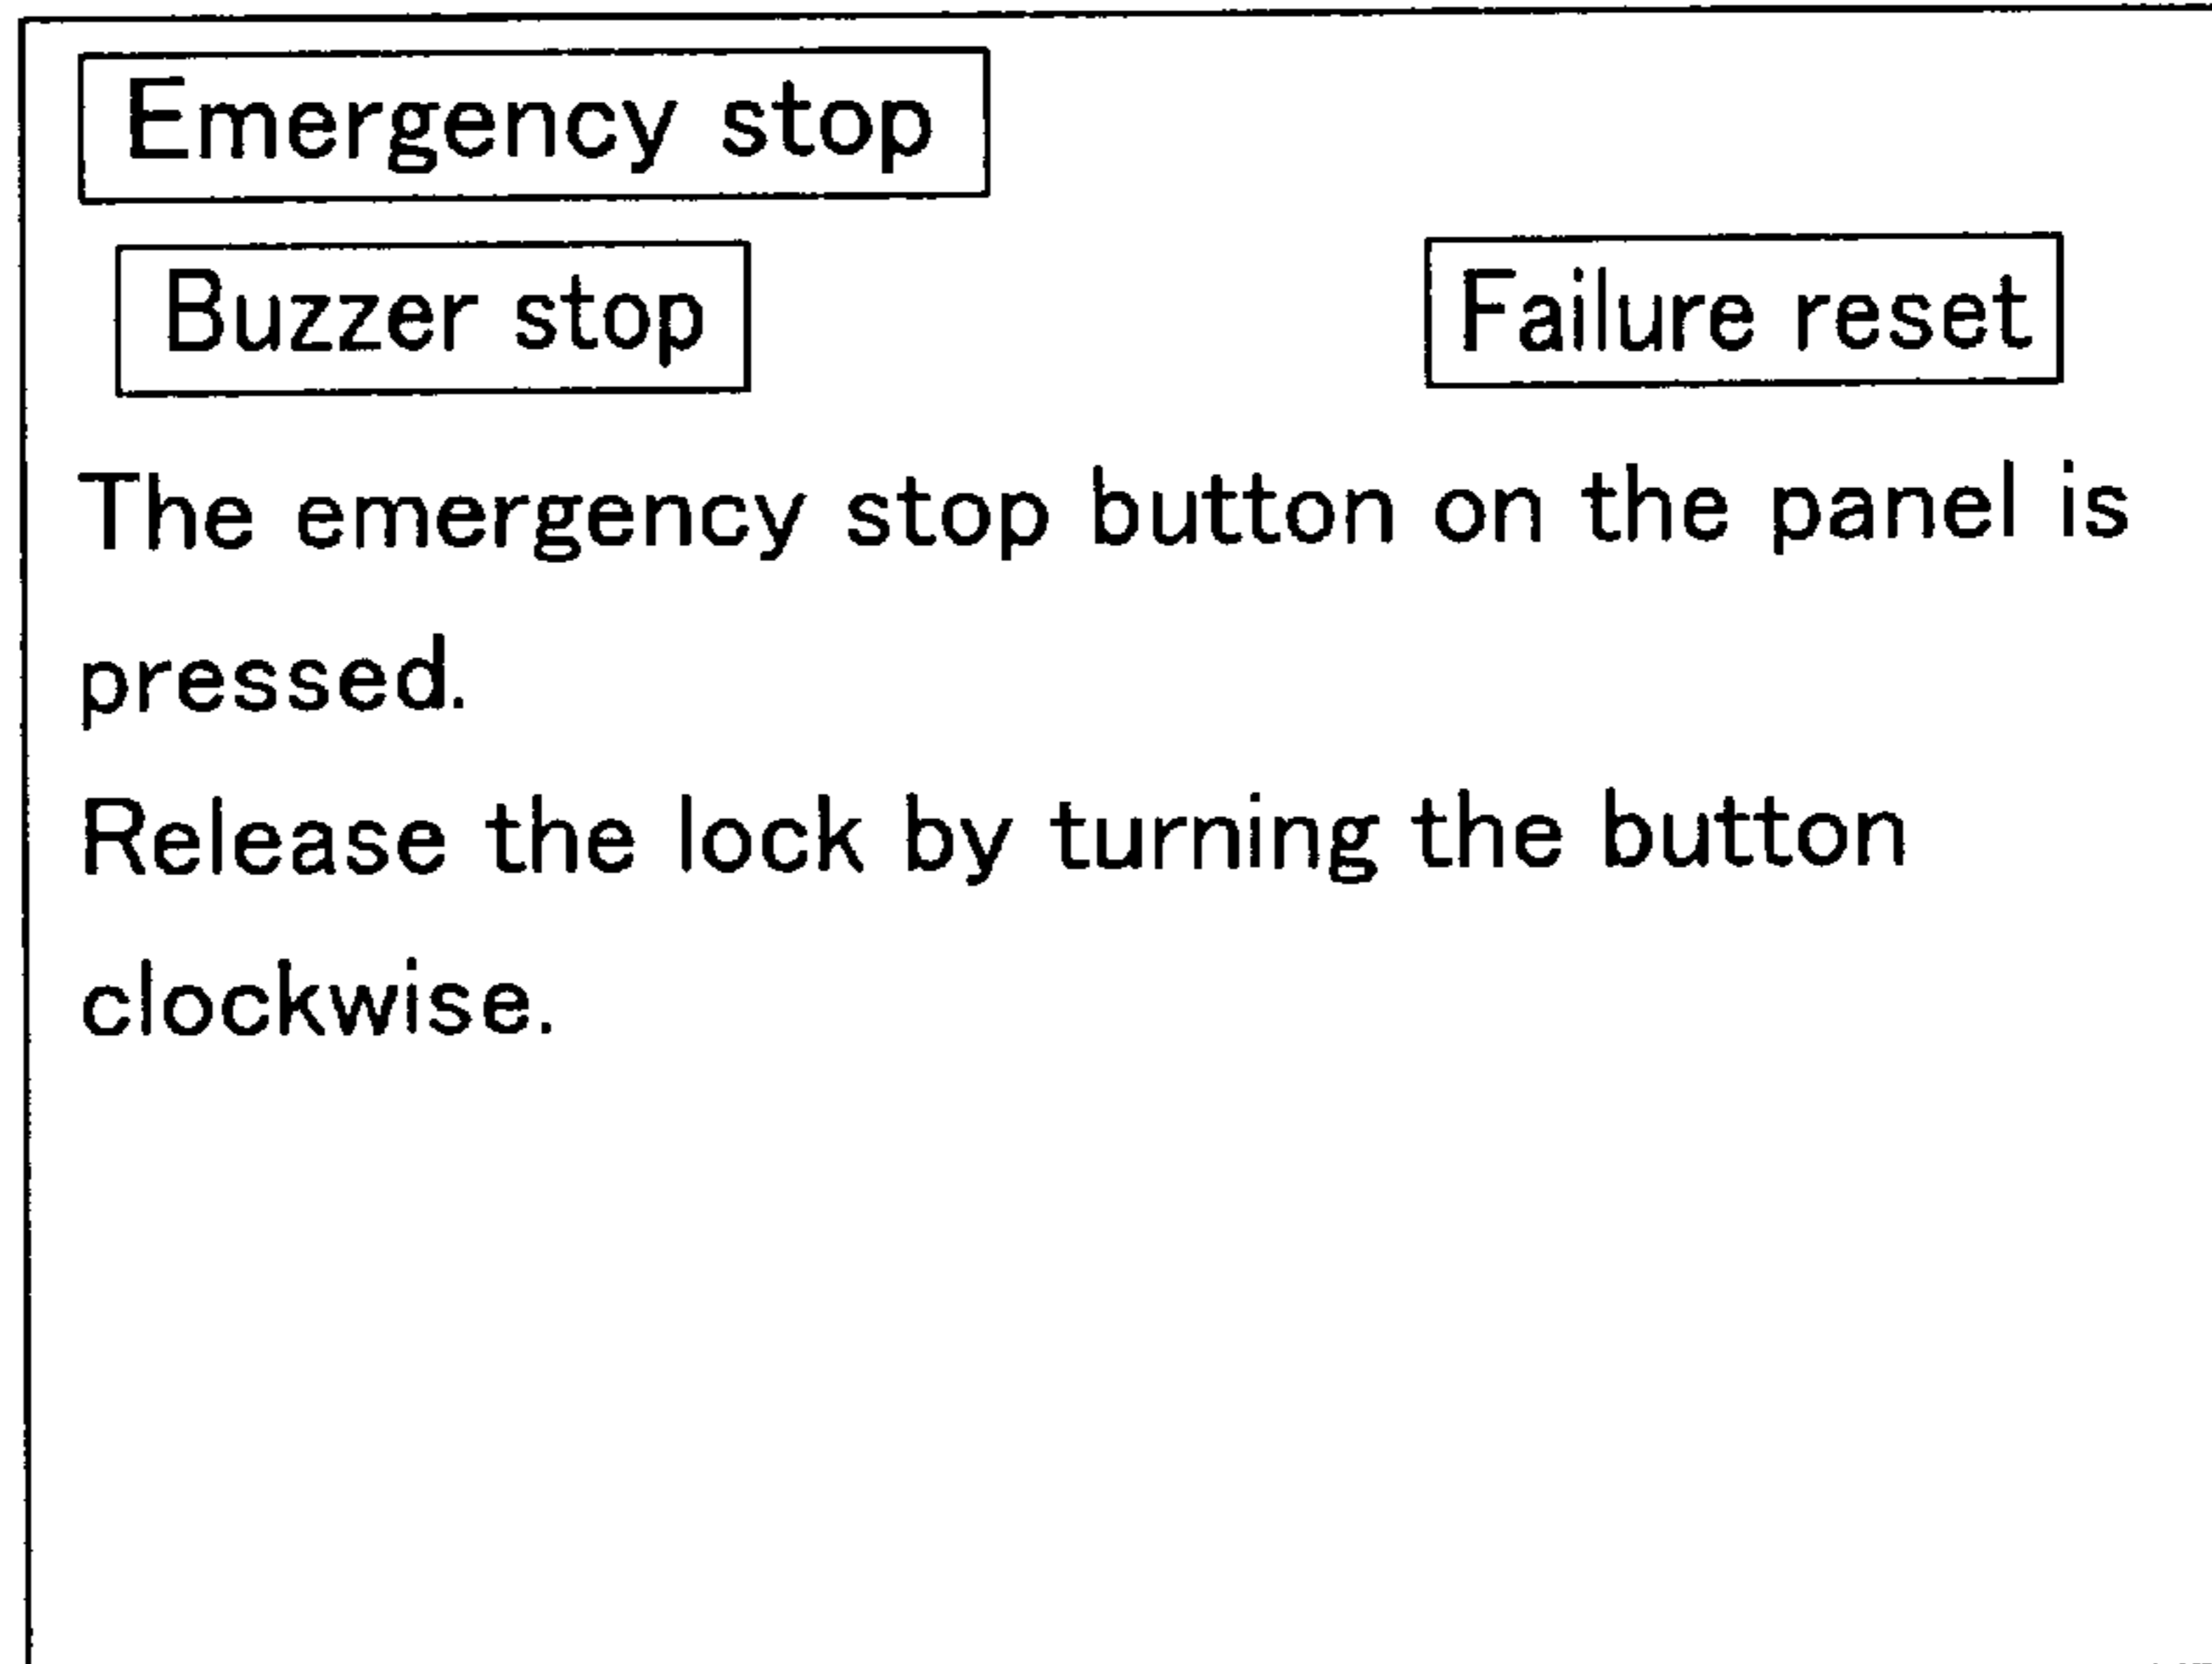 Emergency stop
Buzzer stop Failure reset
The emergency stop button on the panel is
pressed.
Release the lock by turning the button
clockwise.